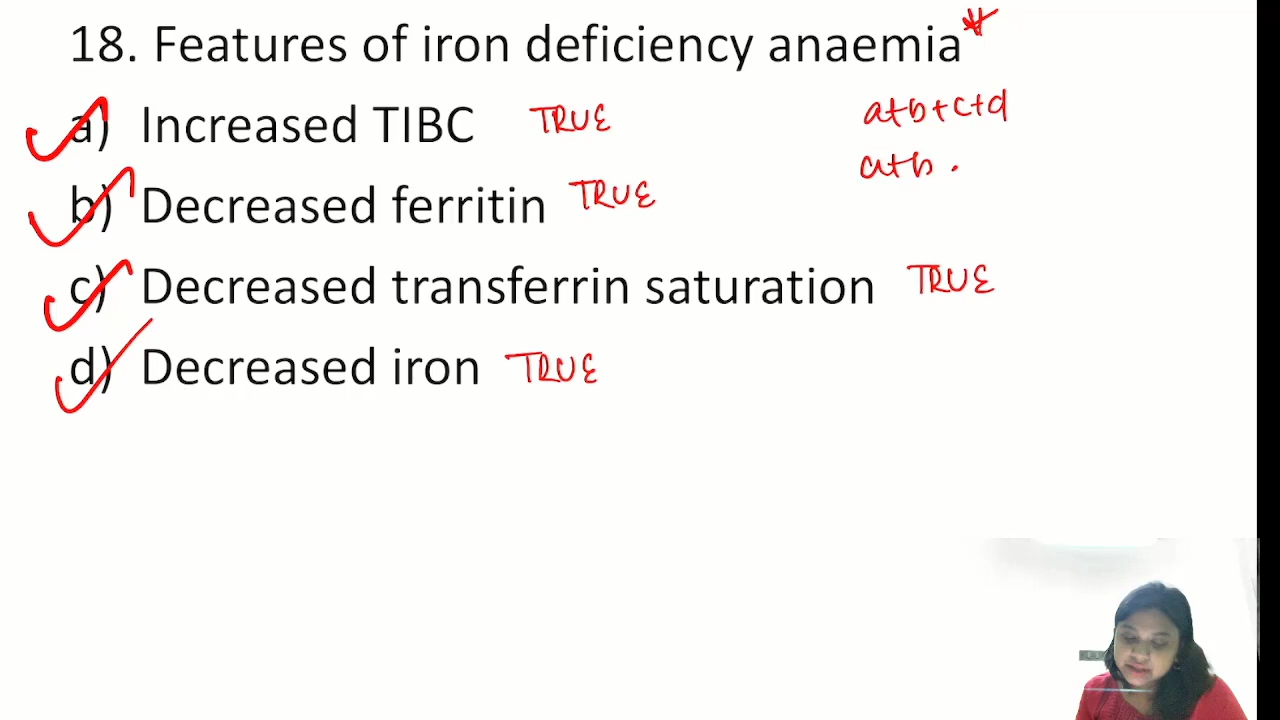 18. Features of iron deficiency anaemia*
a) Increased TIBC TRUE
a+b+c+d
b) Decreased ferritin TRUE
a+b.
c) Decreased transferrin saturation TRUE
d) Decreased iron TRUE